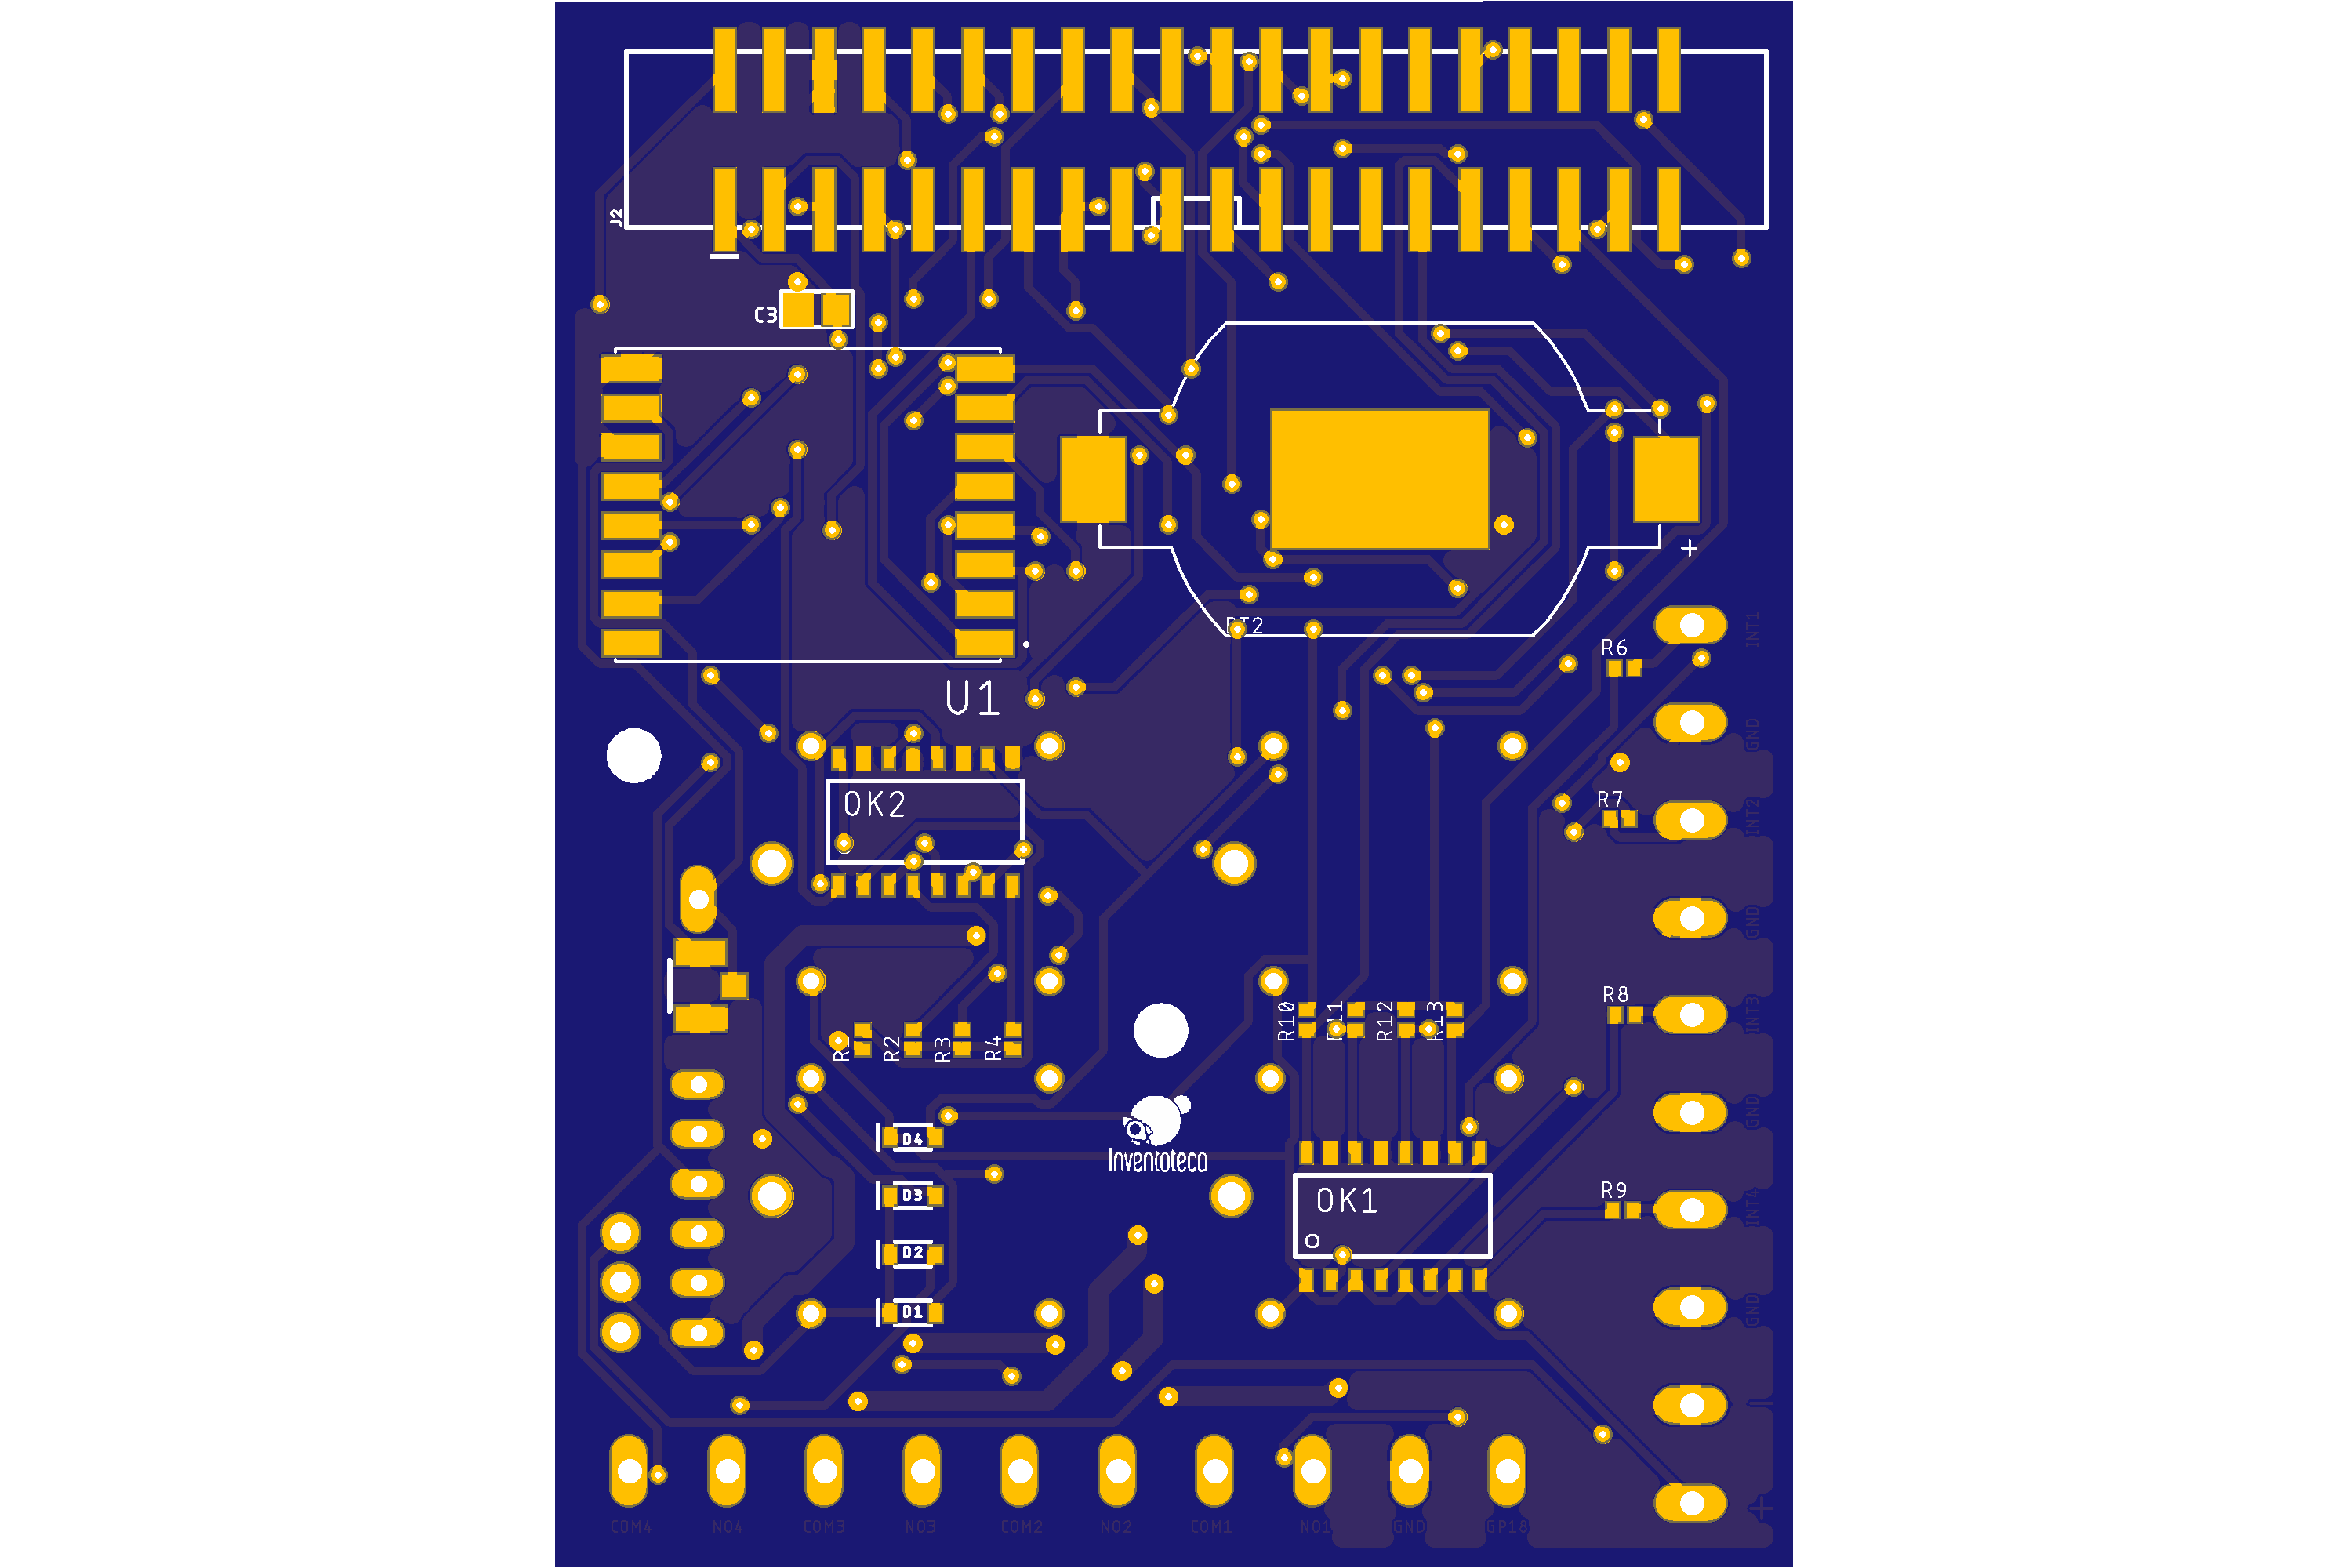 J2
C3
+
BT2
INT1
R6
U1
GND
R7
INT2
OK2
GND
R8
INT3
R10
R11
R12
R13
R1
R2
R3
R4
GND
D4
Inventoteca
R9
INT4
D3
OK1
D2
GND
D1
-
+
COM4 NO4 COM3 NO3 COM2 NO2 COM1 NO1 GND GP18